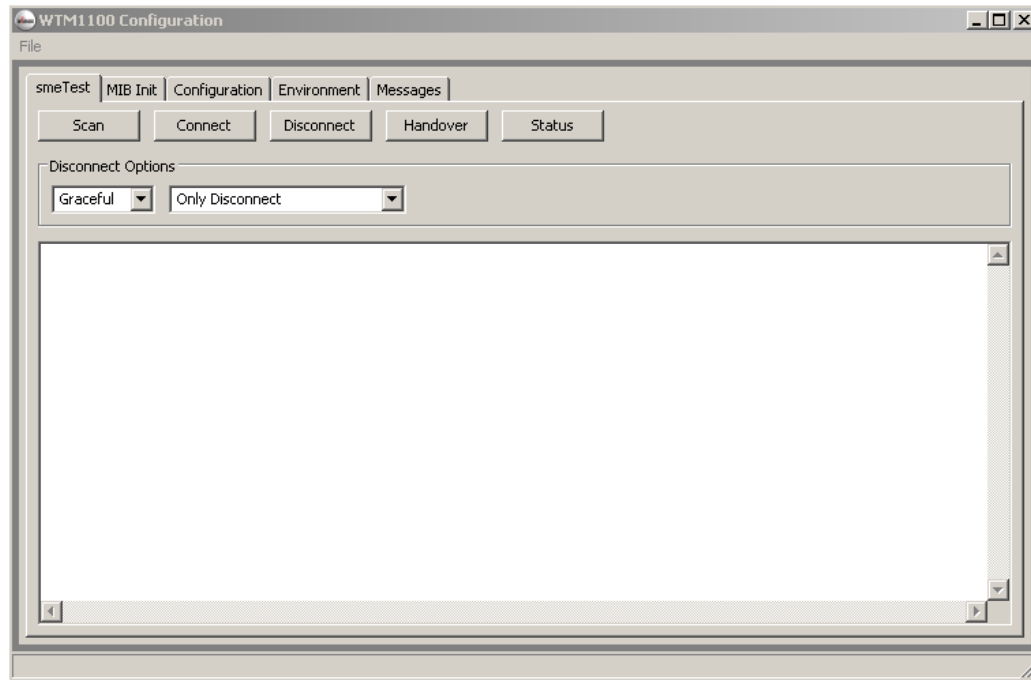 WTM1100 Configuration
File
smeTest MIB Init Configuration Environment Messages
Scan Connect Disconnect Handover Status
Disconnect Options
Graceful Only Disconnect